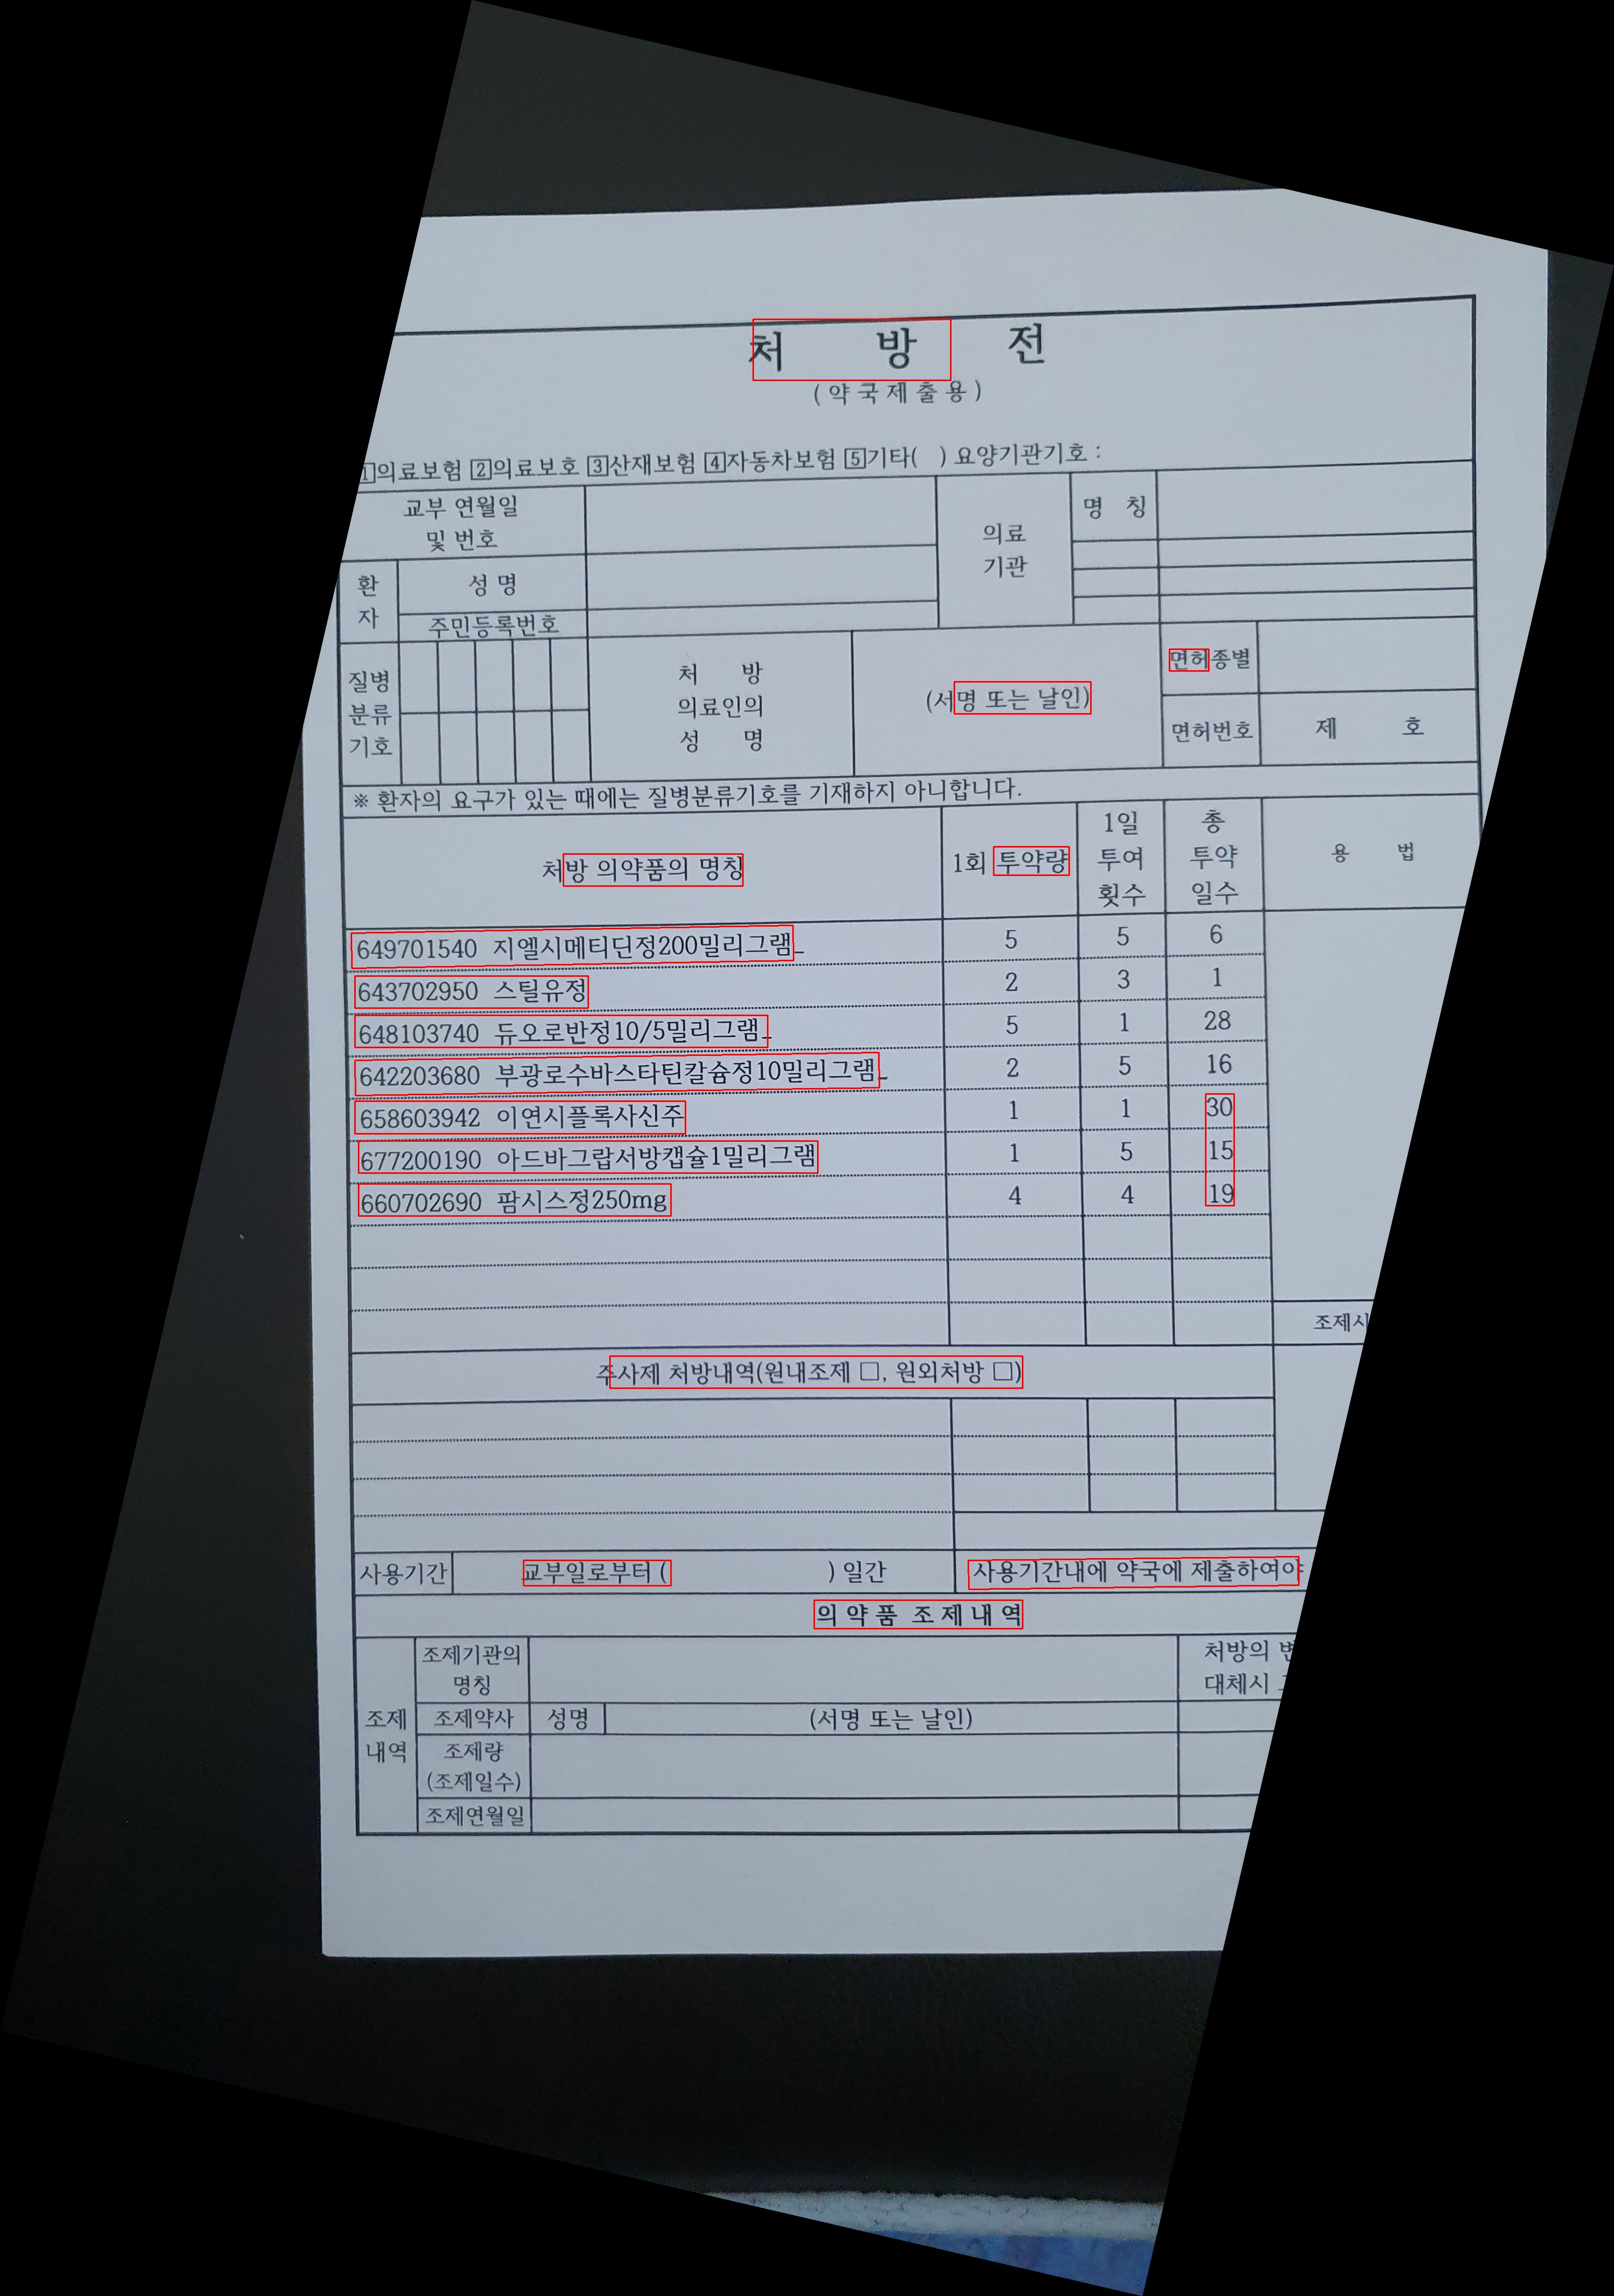 처 방 전
(약국제출용)
1의료보험 2의료보호 3산재보험 4자동차보험 5기타( ) 요양기관기호 :
교부 연월일
및 번호
의료
기관
명 칭
환
자
성 명
주민등록번호
질병
분류
기호
처 방
의료인의
성 명
(서명 또는 날인)
면허종별
면허번호
제 호
※ 환자의 요구가 있는 때에는 질병분류기호를 기재하지 아니합니다.
처방 의약품의 명칭
1회 투약량
1일
투여
횟수
총
투약
일수
용 법
649701540 지엘시메티딘정200밀리그램_ 5 5 6
643702950 스틸유정 2 3 1
648103740 듀오로반정10/5밀리그램_ 5 1 28
642203680 부광로수바스타틴칼슘정10밀리그램_ 2 5 16
658603942 이연시플록사신주 1 1 30
677200190 아드바그랍서방캡슐1밀리그램 1 5 15
660702690 팜시스정250mg 4 4 19
조제시
주사제 처방내역(원내조제 □, 원외처방 □)
사용기간
교부일로부터 ( ) 일간
사용기간내에 약국에 제출하여야
의 약 품 조 제 내 역
조제
내역
조제기관의
명칭
처방의
대체시
조제약사
성명
(서명 또는 날인)
조제량
(조제일수)
조제연월일